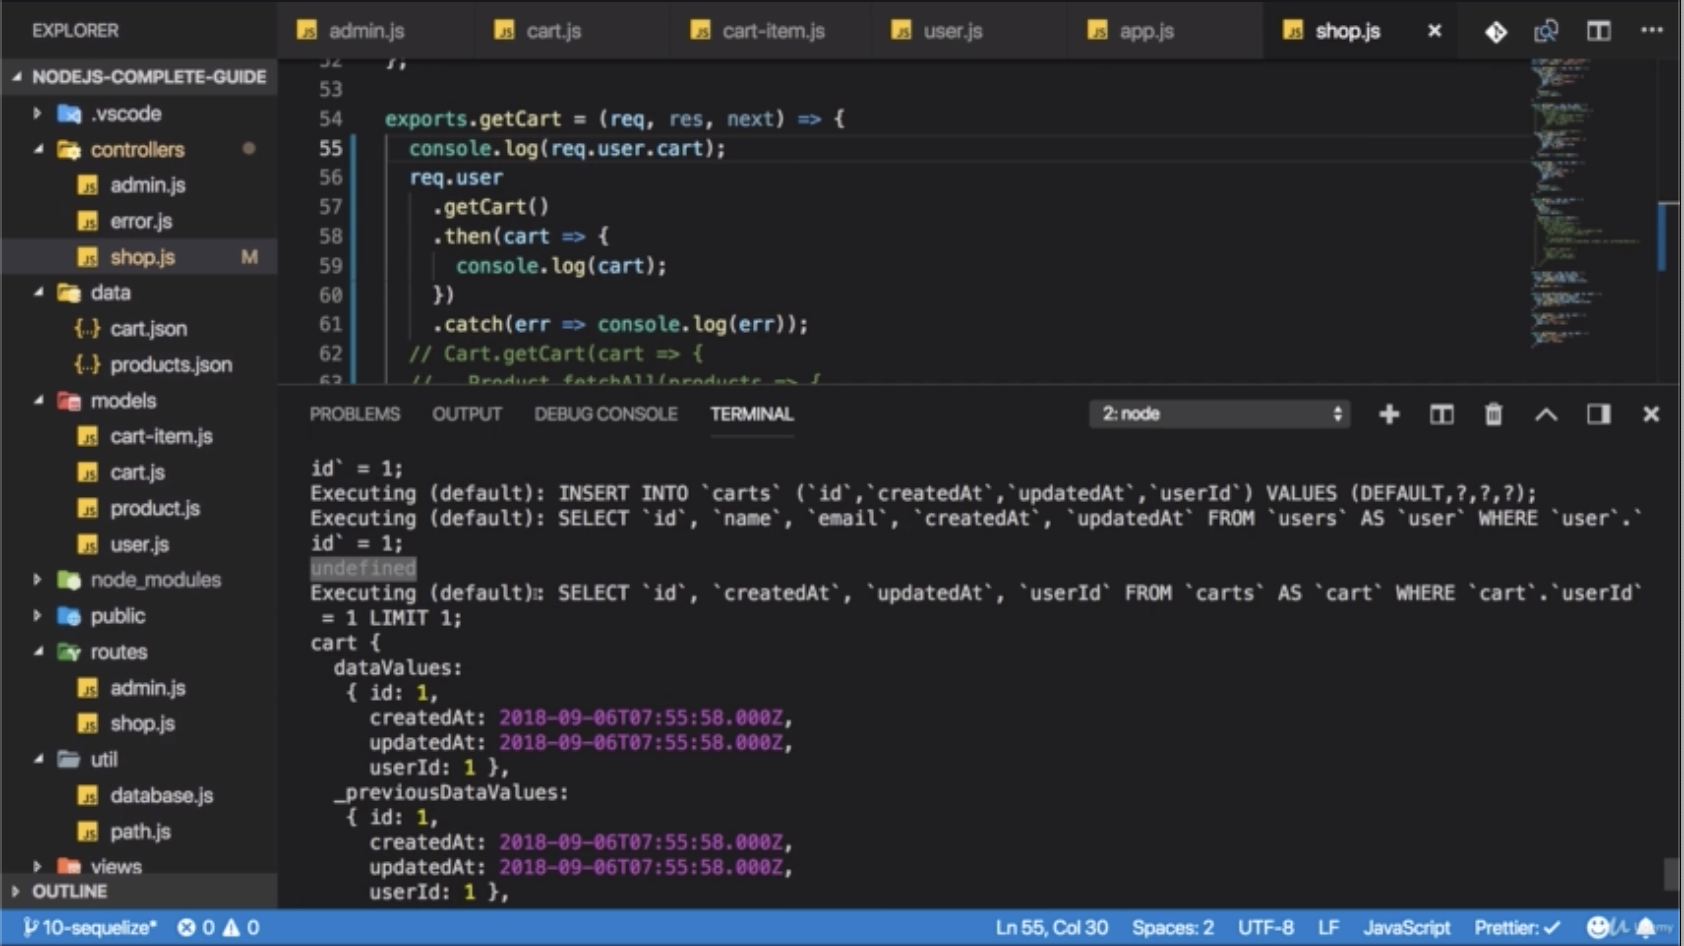 EXPLORER
admin.js
cart.js
cart-item.js
user.js
app.js
shop.js
NODEJS-COMPLETE-GUIDE
.vscode
controllers
admin.js
error.js
shop.js M
data
cart.json
products.json
models
cart-item.js
cart.js
product.js
user.js
node_modules
public
routes
admin.js
shop.js
util
database.js
path.js
views
OUTLINE
52 };
53
54 exports.getCart = (req, res, next) => {
55 console.log(req.user.cart);
56 req.user
57 .getCart()
58 .then(cart => {
59 console.log(cart);
60 })
61 .catch(err => console.log(err));
62 // Cart.getCart(cart => {
63 // Product.fetchAll(products => {
PROBLEMS OUTPUT DEBUG CONSOLE TERMINAL 2: node
id` = 1;
Executing (default): INSERT INTO `carts` (`id`,`createdAt`,`updatedAt`,`userId`) VALUES (DEFAULT,?,?,?);
Executing (default): SELECT `id`, `name`, `email`, `createdAt`, `updatedAt` FROM `users` AS `user` WHERE `user`.`
id` = 1;
undefined
Executing (default): SELECT `id`, `createdAt`, `updatedAt`, `userId` FROM `carts` AS `cart` WHERE `cart`.`userId`
= 1 LIMIT 1;
cart {
dataValues:
{ id: 1,
createdAt: 2018-09-06T07:55:58.000Z,
updatedAt: 2018-09-06T07:55:58.000Z,
userId: 1 },
_previousDataValues:
{ id: 1,
createdAt: 2018-09-06T07:55:58.000Z,
updatedAt: 2018-09-06T07:55:58.000Z,
userId: 1 },
10-sequelize* 0 0 Ln 55, Col 30 Spaces: 2 UTF-8 LF JavaScript Prettier: ✓